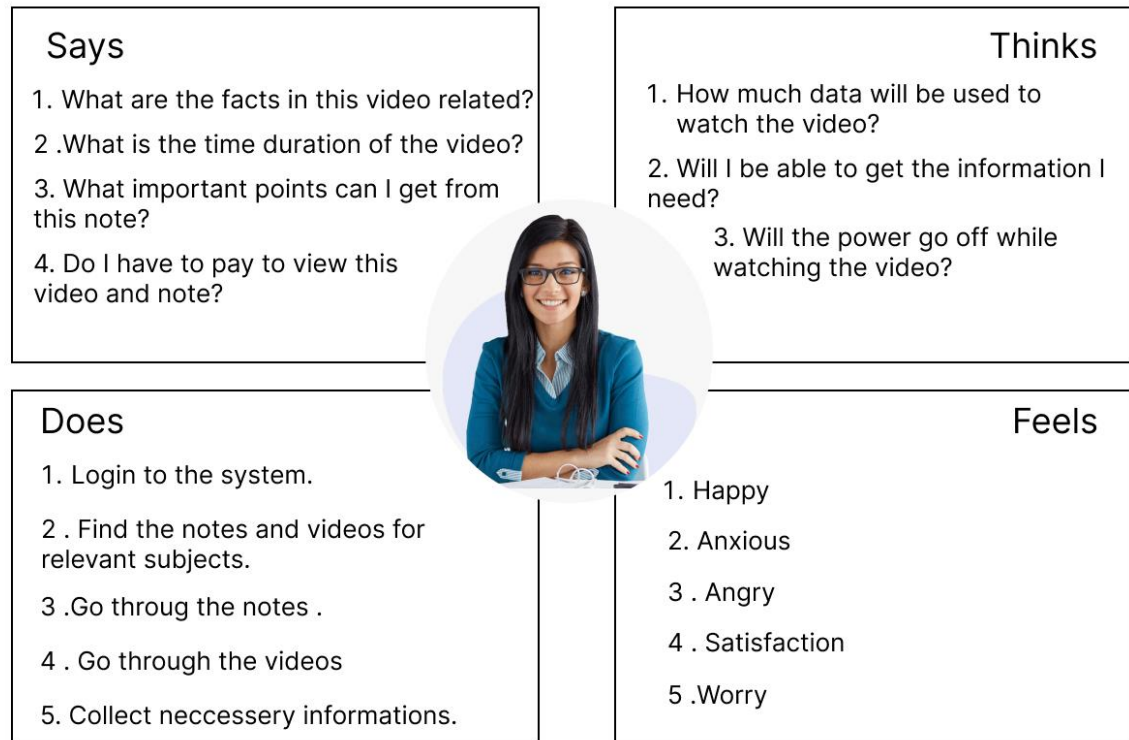 Says
1. What are the facts in this video related?
2 .What is the time duration of the video?
3. What important points can I get from
this note?
4. Do I have to pay to view this
video and note?
Thinks
1. How much data will be used to
watch the video?
2. Will I be able to get the information I
need?
3. Will the power go off while
watching the video?
Does
1. Login to the system.
2 . Find the notes and videos for
relevant subjects.
3 .Go throug the notes .
4 . Go through the videos
5. Collect neccessery informations.
Feels
1. Happy
2. Anxious
3 . Angry
4 . Satisfaction
5 .Worry